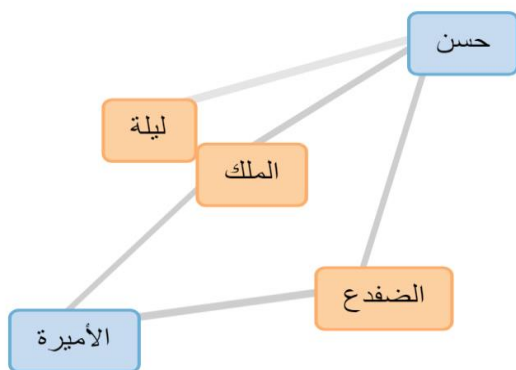 حسن
ليلة
الملك
الضفدع
الأميرة